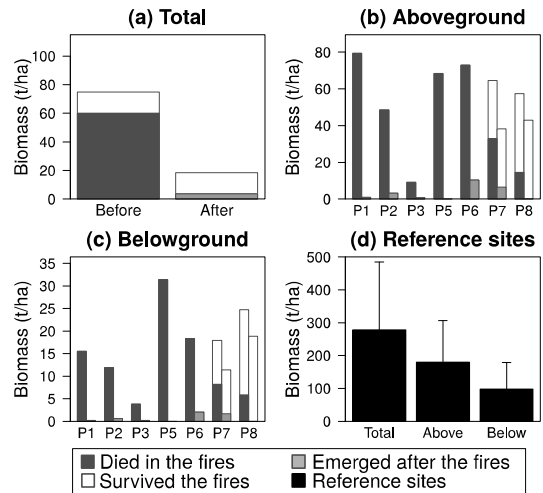 (a) Total
Biomass (t/ha)
100
80
60
40
20
0
Before After
(b) Aboveground
Biomass (t/ha)
80
60
40
20
0
P1 P2 P3 P5 P6 P7 P8
(c) Belowground
Biomass (t/ha)
35
30
25
20
15
10
5
0
P1 P2 P3 P5 P6 P7 P8
(d) Reference sites
Biomass (t/ha)
500
400
300
200
100
0
Total Above Below
Died in the fires
Emerged after the fires
Survived the fires
Reference sites